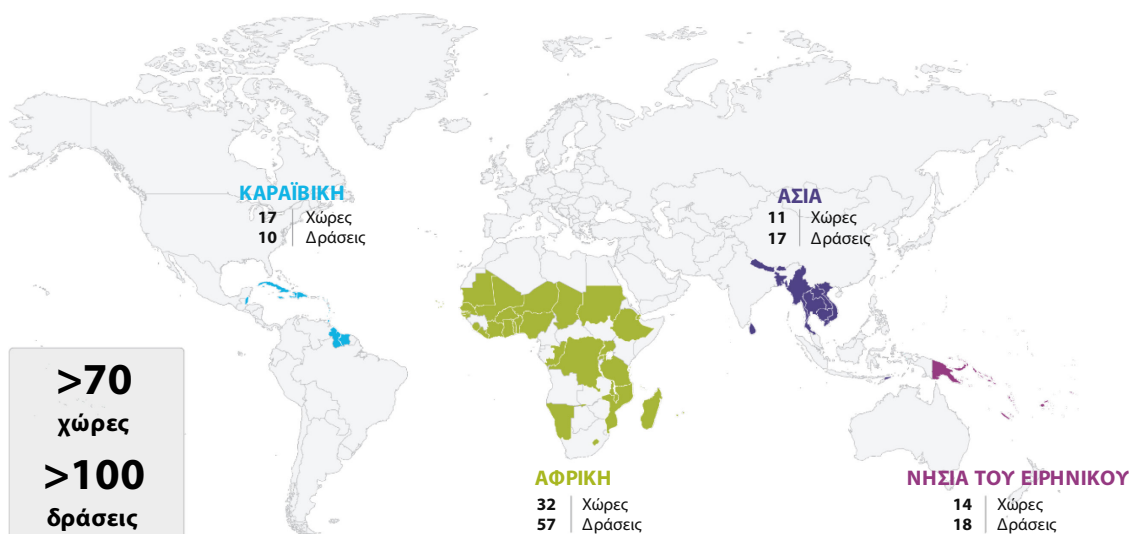 ΚΑΡΑΪΒΙΚΗ
17 Χώρες
10 Δράσεις
ΑΣΙΑ
11 Χώρες
17 Δράσεις
>70
χώρες
>100
δράσεις
ΑΦΡΙΚΗ
32 Χώρες
57 Δράσεις
ΝΗΣΙΑ ΤΟΥ ΕΙΡΗΝΙΚΟΥ
14 Χώρες
18 Δράσεις